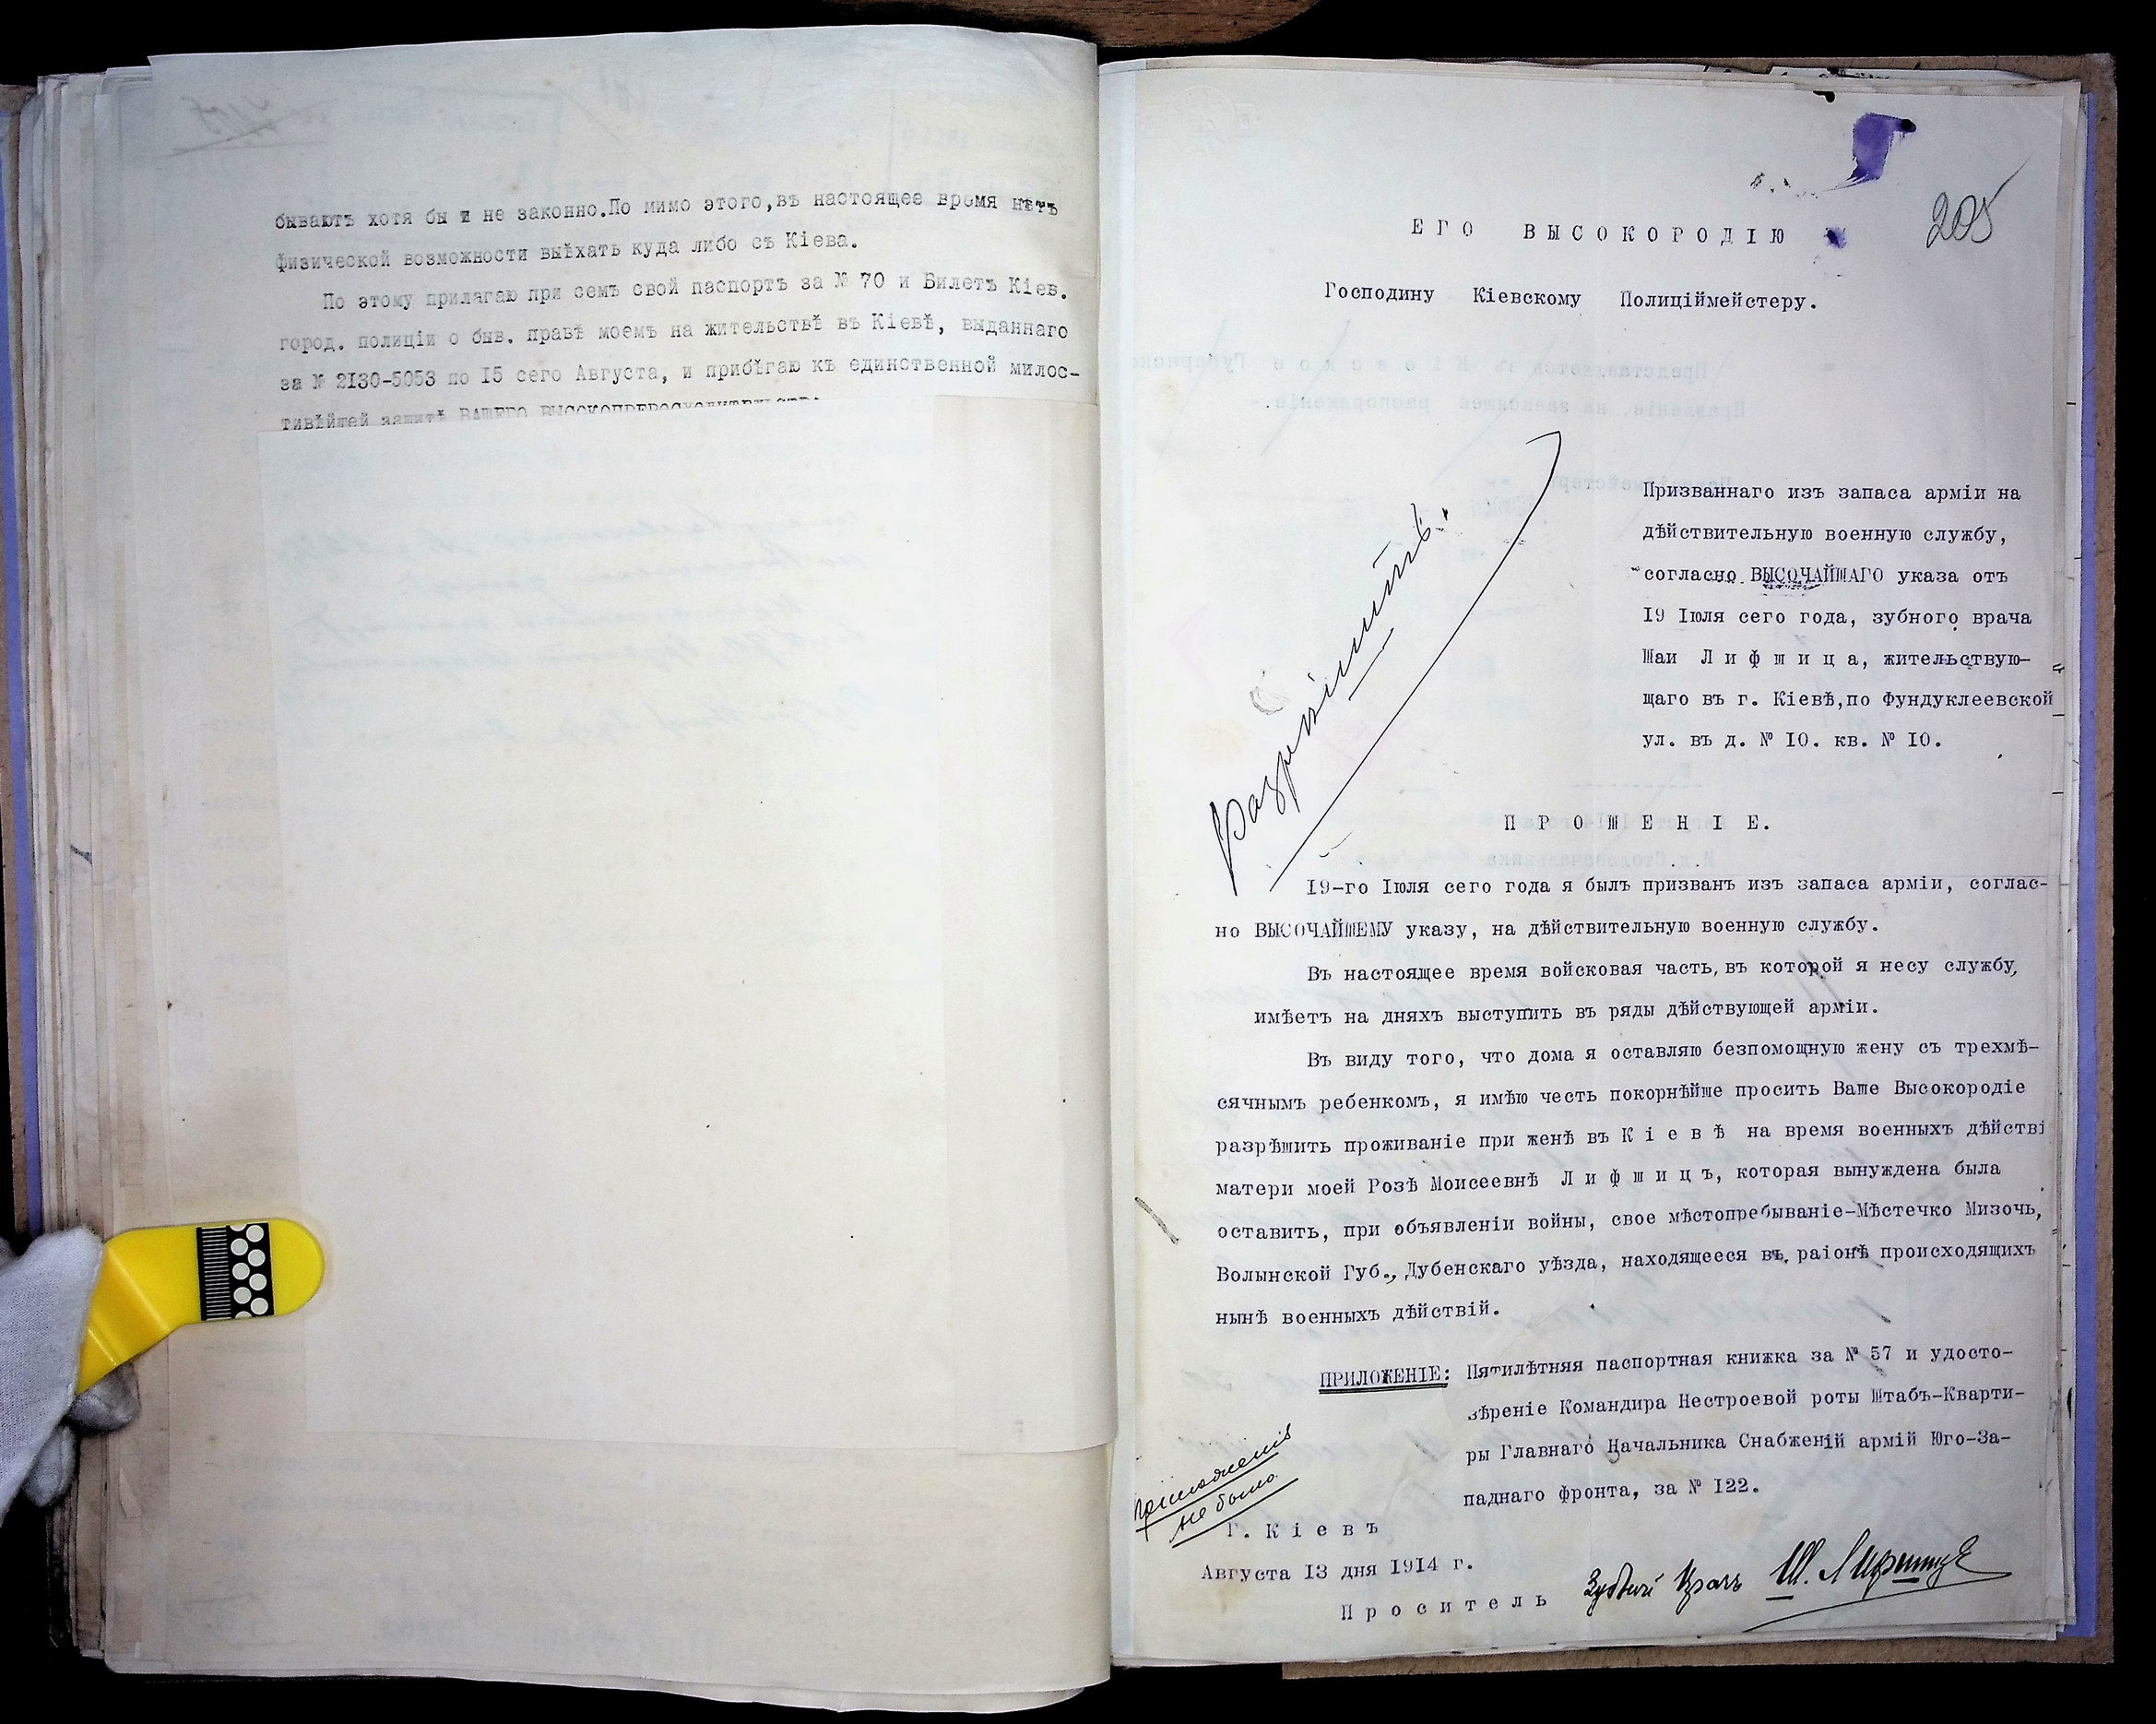 бываютъ хотя бы и не законно.По мимо этого,въ настоящее время нѣтъ
физической возможности выѣхать куда либо съ Кіева.
По этому прилагаю при семъ свой паспортъ за № 70 и Билетъ Кіев.
город. полиціи о быв. правѣ моемъ на жительствѣ въ Кіевѣ, выданнаго
за № 2130-5053 по 15 сего Августа, и прибѣгаю къ единственной милос-
тивѣйшей защитѣ ВАШЕГО ВЫСОКОПРЕВОСХОДИТЕЛЬСТВА
205
ЕГО ВЫСОКОРОДІЮ
Господину Кіевскому Полиціймейстеру.
Разрѣшить.
Призваннаго изъ запаса арміи на
дѣйствительную военную службу,
согласно ВЫСОЧАЙШАГО указа отъ
19 Іюля сего года, зубного врача
Шаи Лифшица, жительствую-
щаго въ г. Кіевѣ,по Фундуклеевской
ул. въ д. № 10. кв. № 10.
ПРОШЕНІЕ.
19-го Іюля сего года я былъ призванъ изъ запаса арміи, соглас-
но ВЫСОЧАЙШЕМУ указу, на дѣйствительную военную службу.
Въ настоящее время войсковая часть,въ которой я несу службу,
имѣетъ на дняхъ выступить въ ряды дѣйствующей арміи.
Въ виду того, что дома я оставляю безпомощную жену съ трехмѣ-
сячнымъ ребенкомъ, я имѣю честь покорнѣйше просить Ваше Высокородіе
разрѣшить проживаніе при женѣ въ Кіевѣ на время военныхъ дѣйстві
матери моей Розѣ Моисеевнѣ Лифшицъ, которая вынуждена была
оставить, при объявленіи войны, свое мѣстопребываніе-Мѣстечко Мизочь,
Волынской Губ., Дубенскаго уѣзда, находящееся въ раіонѣ происходящихъ
нынѣ военныхъ дѣйствій.
ПРИЛОЖЕНІЕ: Пятилѣтняя паспортная книжка за № 57 и удосто-
вѣреніе Командира Нестроевой роты Штабъ-Кварти-
ры Главнаго Начальника Снабженій армій Юго-За-
паднаго фронта, за № 122.
приложенія
не было
Г. Кіевъ
Августа 13 дня 1914 г.
Проситель Зубной врачъ Ш. Лифшицъ